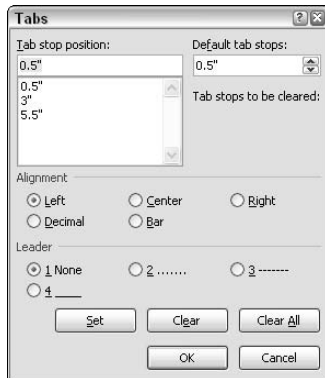 Tabs
Tab stop position: Default tab stops:
0.5" 0.5"
0.5" Tab stops to be cleared:
3"
5.5"
Alignment
Left Center Right
Decimal Bar
Leader
1 None 2 ....... 3 -------
4 ____
Set Clear Clear All
OK Cancel